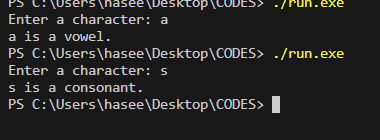 PS C:\Users\hasee\Desktop\CODES> ./run.exe
Enter a character: a
a is a vowel.
PS C:\Users\hasee\Desktop\CODES> ./run.exe
Enter a character: s
s is a consonant.
PS C:\Users\hasee\Desktop\CODES>